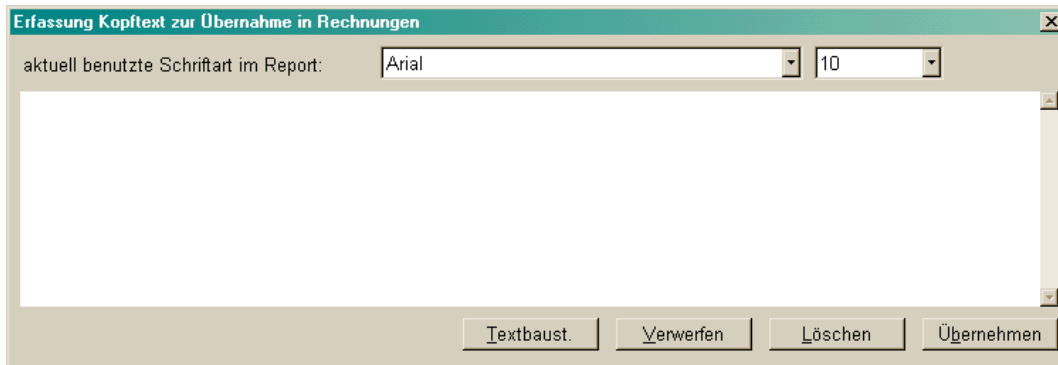 Erfassung Kopftext zur Übernahme in Rechnungen
aktuell benutzte Schriftart im Report: Arial 10
Textbaust. Verwerfen Löschen Übernehmen